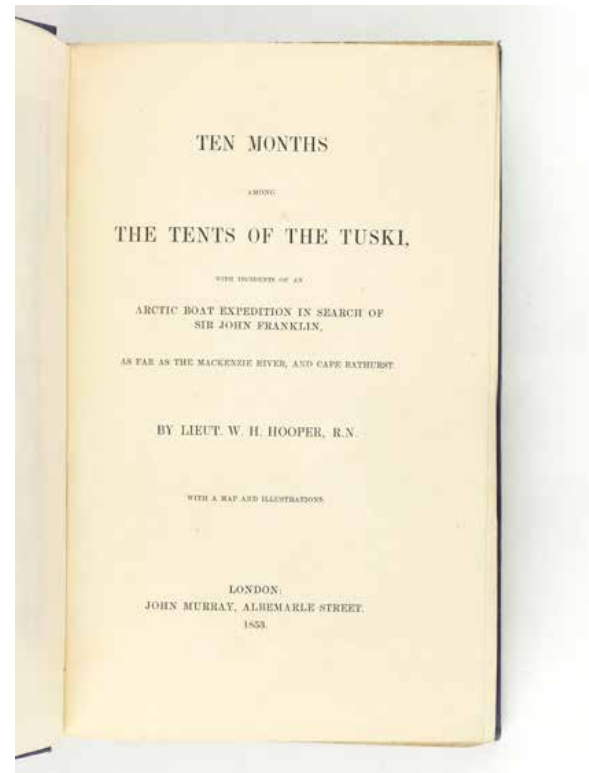 TEN MONTHS
AMONG
THE TENTS OF THE TUSKI,
WITH INCIDENTS OF AN
ARCTIC BOAT EXPEDITION IN SEARCH OF
SIR JOHN FRANKLIN,
AS FAR AS THE MACKENZIE RIVER, AND CAPE BATHURST.
BY LIEUT. W. H. HOOPER, R.N.
WITH A MAP AND ILLUSTRATIONS.
LONDON:
JOHN MURRAY, ALBEMARLE STREET.
1853.